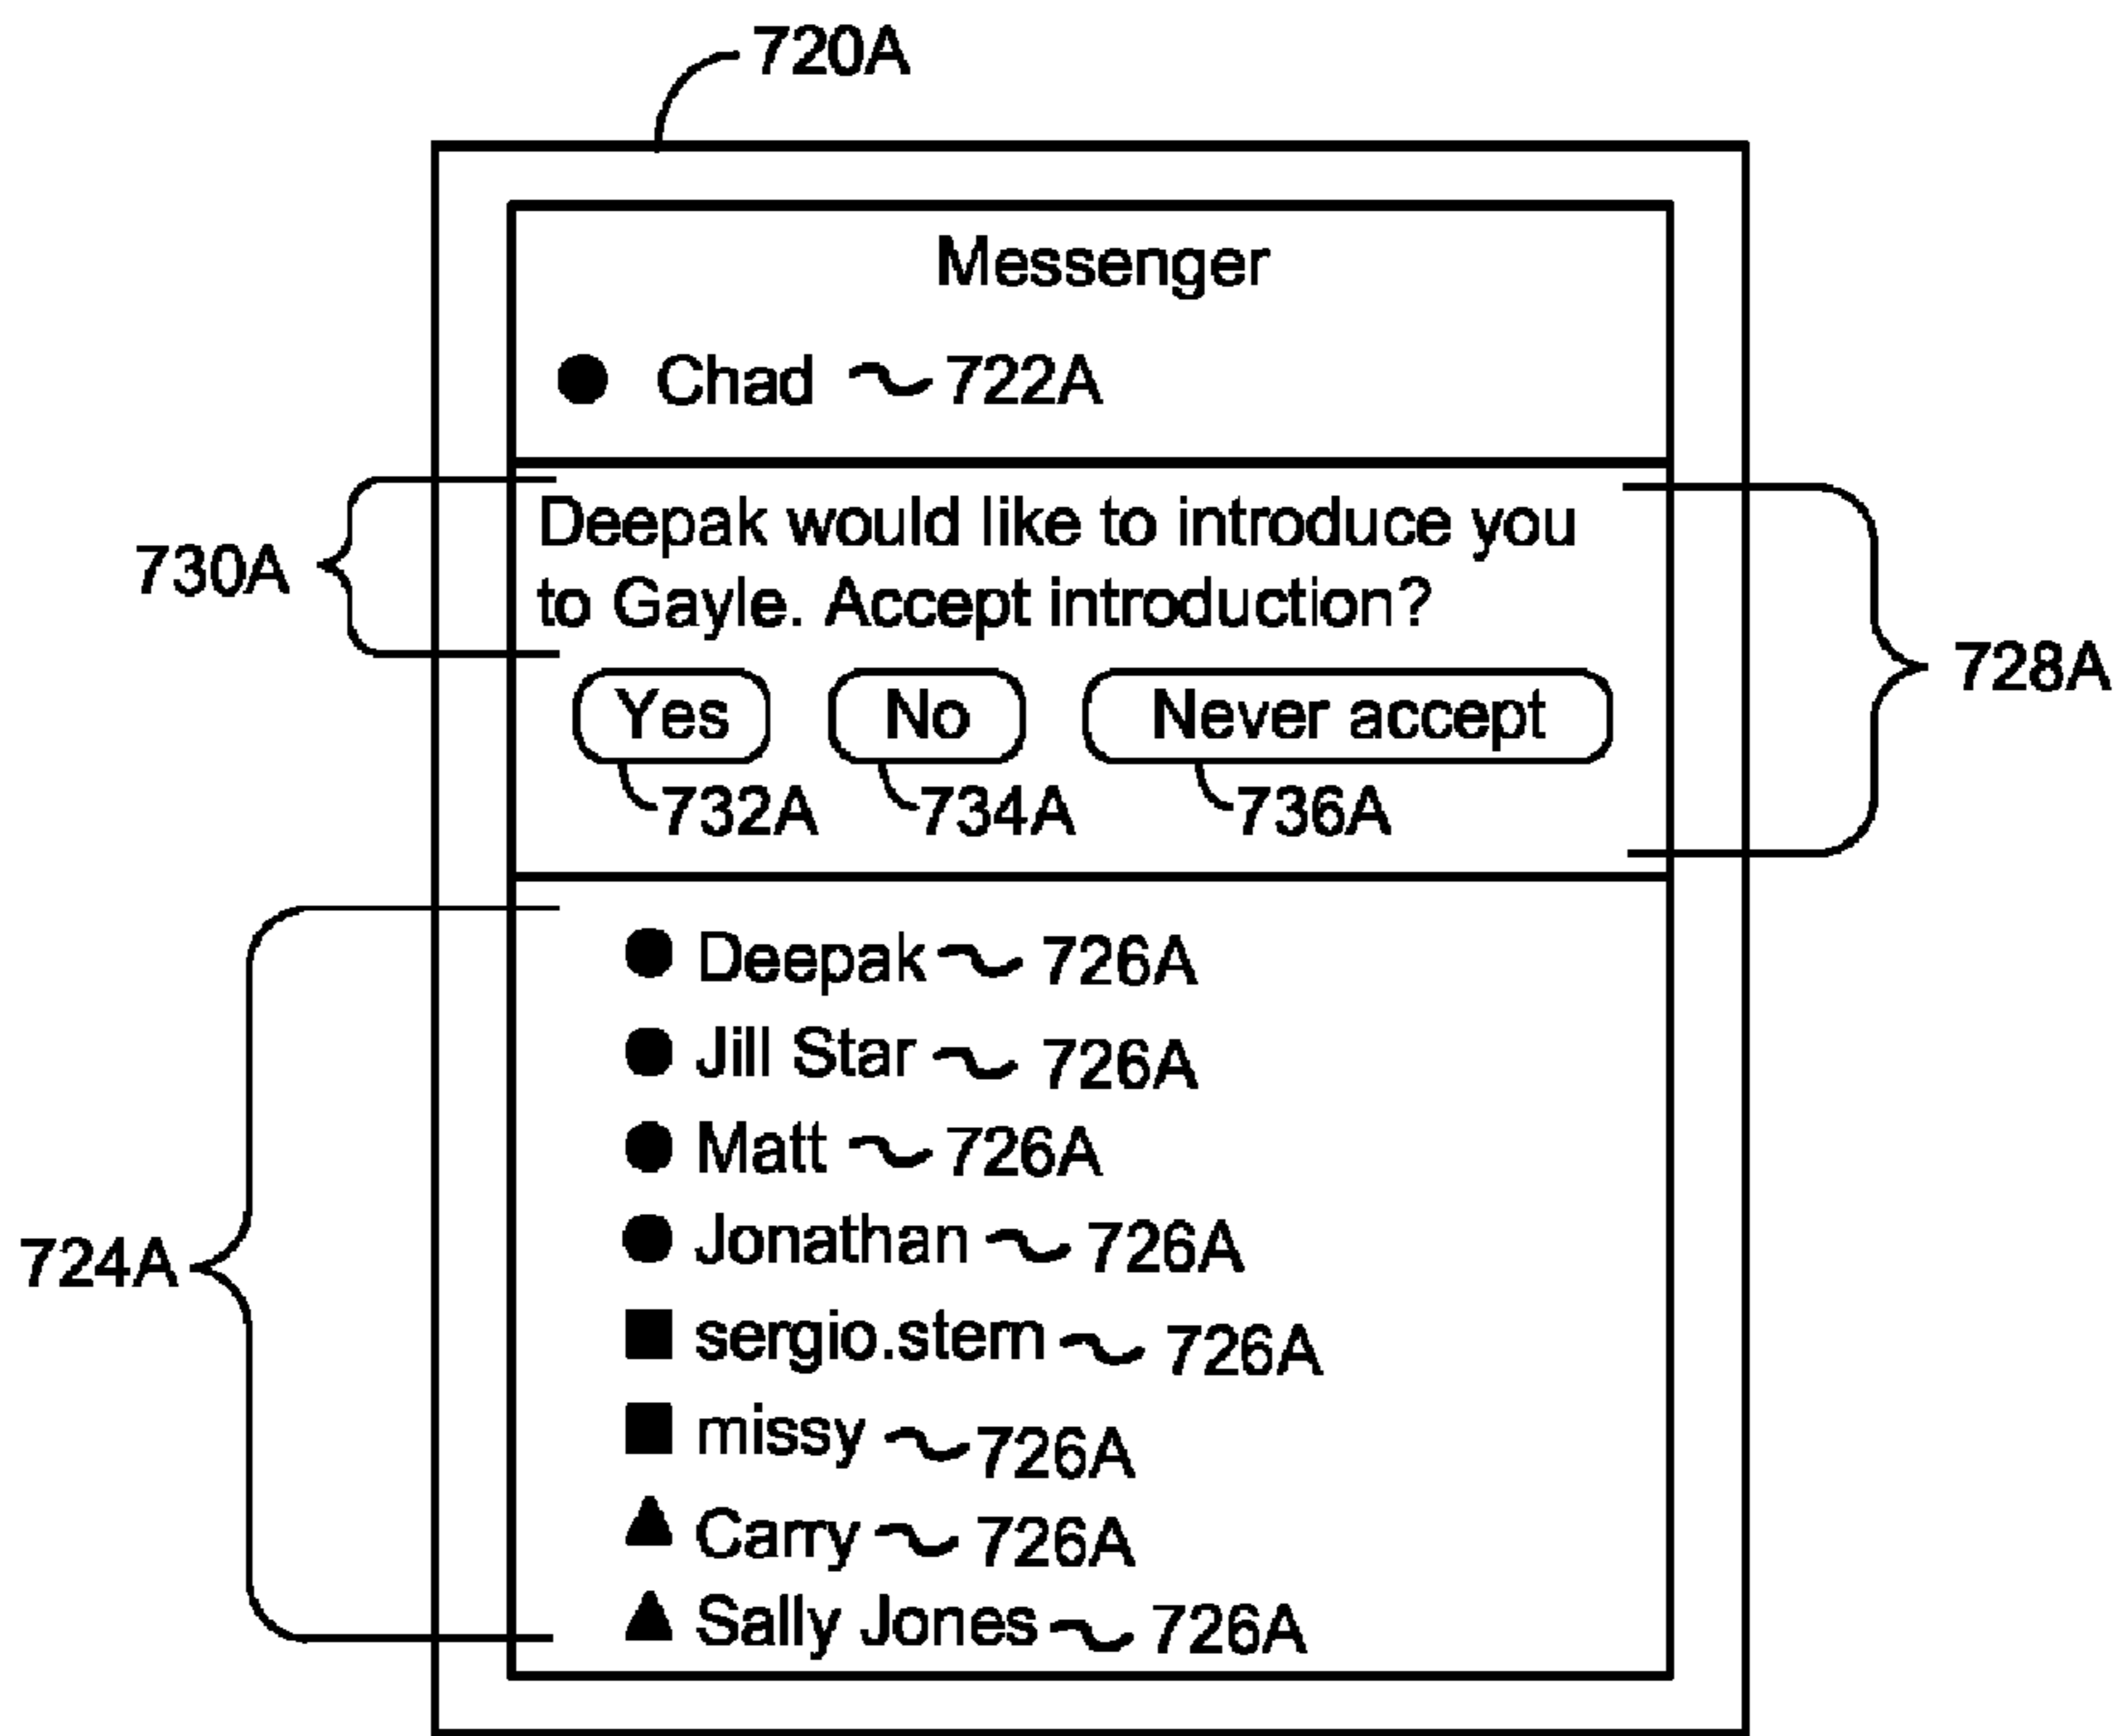 720A
Messenger
Chad 722A
730A
Deepak would like to introduce you
to Gayle. Accept introduction?
728A
Yes No Never accept
732A 734A 736A
724A
Deepak 726A
Jill Star 726A
Matt 726A
Jonathan 726A
sergio.stern 726A
missy 726A
Carry 726A
Sally Jones 726A